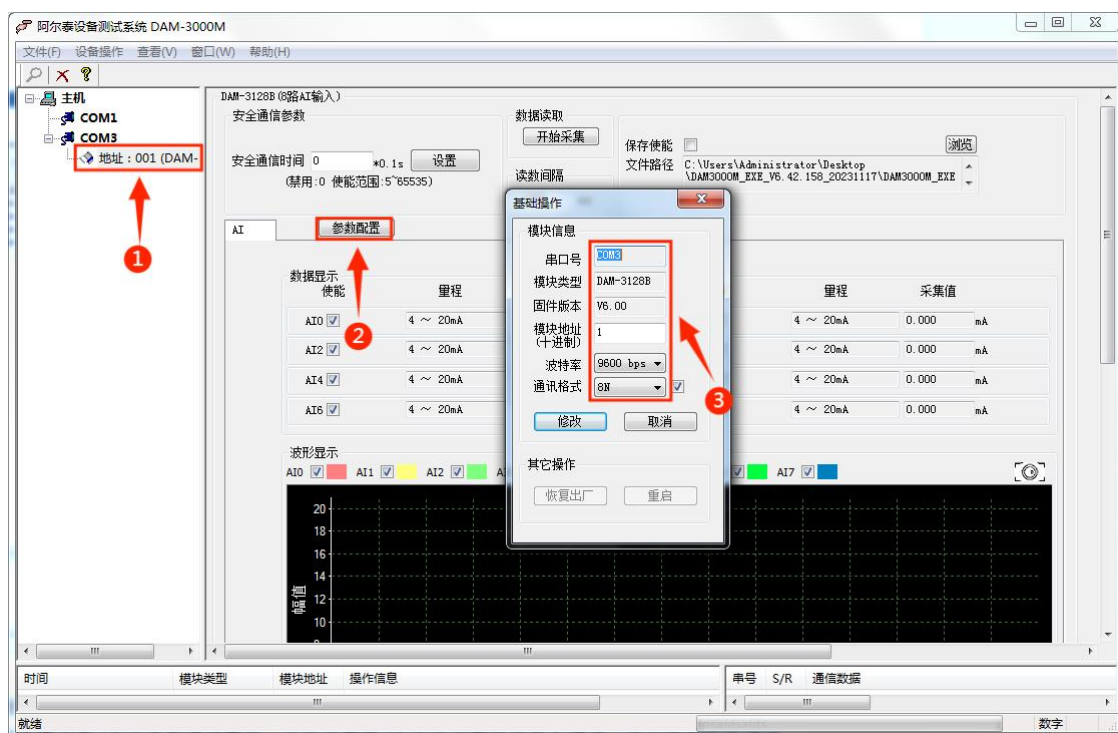 阿尔泰设备测试系统 DAM-3000M
文件(F) 设备操作 查看(V) 窗口(W) 帮助(H)
主机
COM1
COM3
地址：001 (DAM-
1
DAM-3128B(8路AI输入)
安全通信参数
安全通信时间 0 *0.1s 设置
(禁用:0 使能范围:5~65535)
数据读取
开始采集
读数间隔
保存使能 浏览
文件路径 C:\Users\Administrator\Desktop
\DAM3000M_EXE_V6.42.158_20231117\DAM3000M_EXE
AI 参数配置
2
数据显示
使能 量程 量程 采集值
AI0 4 ～ 20mA 4 ～ 20mA 0.000 mA
AI2 4 ～ 20mA 4 ～ 20mA 0.000 mA
AI4 4 ～ 20mA 4 ～ 20mA 0.000 mA
AI6 4 ～ 20mA 4 ～ 20mA 0.000 mA
基础操作
模块信息
串口号 COM3
模块类型 DAM-3128B
固件版本 V6.00
模块地址 1
(十进制)
波特率 9600 bps
通讯格式 8N
3
修改 取消
其它操作
恢复出厂 重启
波形显示
AI0 AI1 AI2 AI7
20
18
16
14
12
10
幅值
时间 模块类型 模块地址 操作信息 串号 S/R 通信数据
就绪 数字